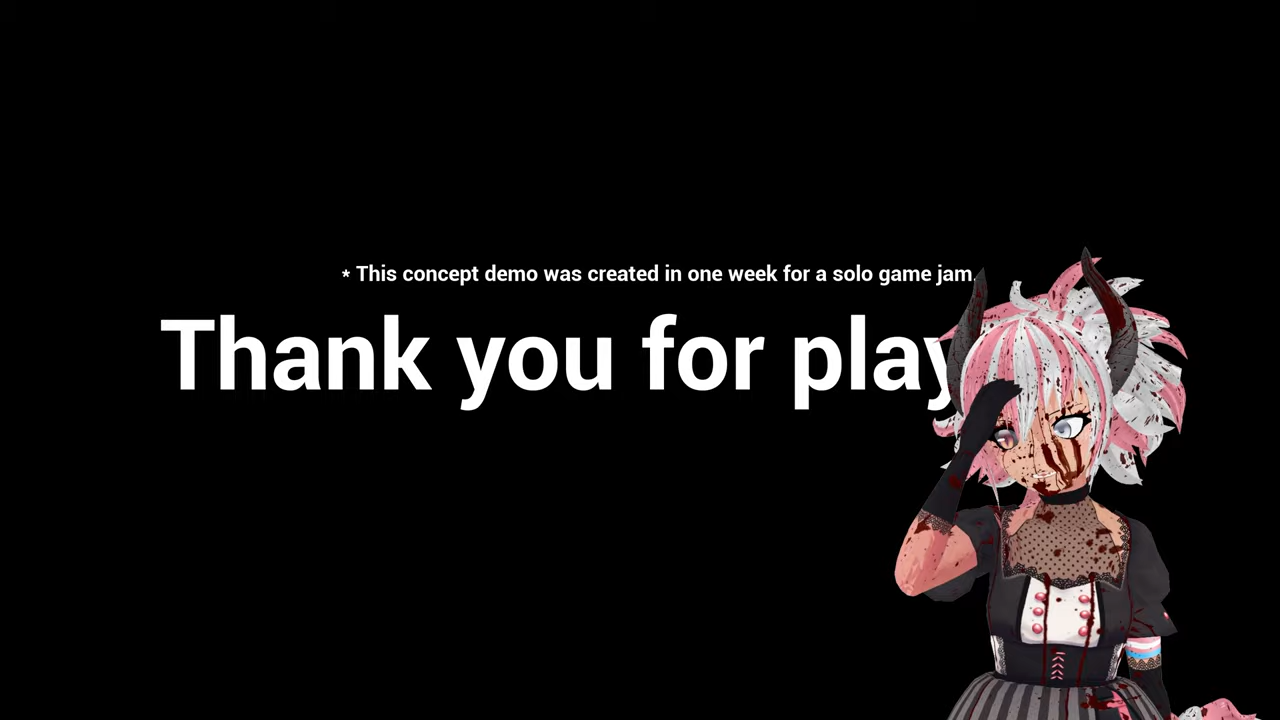 * This concept demo was created in one week for a solo game jam.
Thank you for play